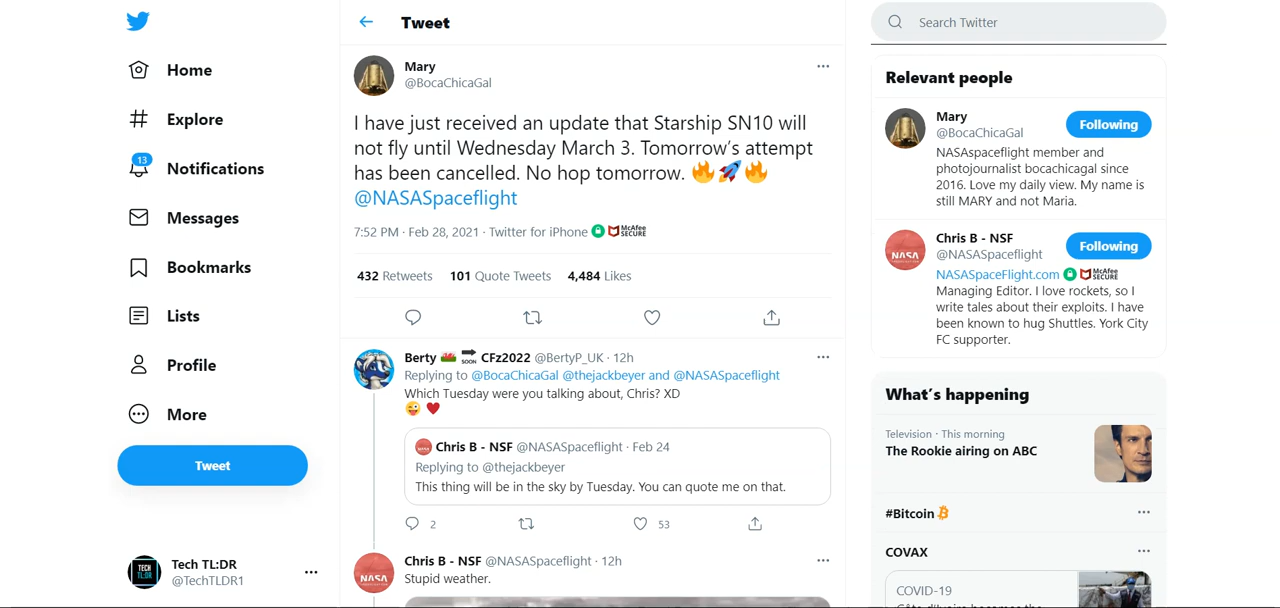 Home
Explore
13
Notifications
Messages
Bookmarks
Lists
Profile
More
Tweet
Tech TL:DR
@TechTLDR1
Tweet
Mary
@BocaChicaGal
I have just received an update that Starship SN10 will
not fly until Wednesday March 3. Tomorrow's attempt
has been cancelled. No hop tomorrow. 🔥🚀🔥
@NASASpaceflight
7:52 PM · Feb 28, 2021 · Twitter for iPhone McAfee SECURE
432 Retweets 101 Quote Tweets 4,484 Likes
Berty 🏴󠁧󠁢󠁷󠁬󠁳󠁿 🔜 CFz2022 @BertyP_UK · 12h
Replying to @BocaChicaGal @thejackbeyer and @NASASpaceflight
Which Tuesday were you talking about, Chris? XD
😜 ❤️
Chris B - NSF @NASASpaceflight · Feb 24
Replying to @thejackbeyer
This thing will be in the sky by Tuesday. You can quote me on that.
2 53
Chris B - NSF @NASASpaceflight · 12h
Stupid weather.
Search Twitter
Relevant people
Mary
@BocaChicaGal
Following
NASAspaceflight member and
photojournalist bocachicagal since
2016. Love my daily view. My name is
still MARY and not Maria.
Chris B - NSF
@NASASpaceflight
Following
NASASpaceFlight.com McAfee SECURE
Managing Editor. I love rockets, so I
write tales about their exploits. I have
been known to hug Shuttles. York City
FC supporter.
What's happening
Television · This morning
The Rookie airing on ABC
#Bitcoin
COVAX
COVID-19